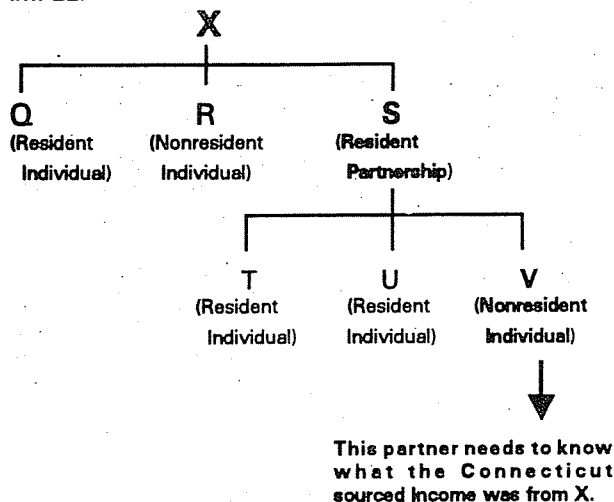 X
Q R S
(Resident (Nonresident (Resident
Individual) Individual) Partnership)
T U V
(Resident (Resident (Nonresident
Individual) Individual) Individual)
This partner needs to know
what the Connecticut
sourced income was from X.